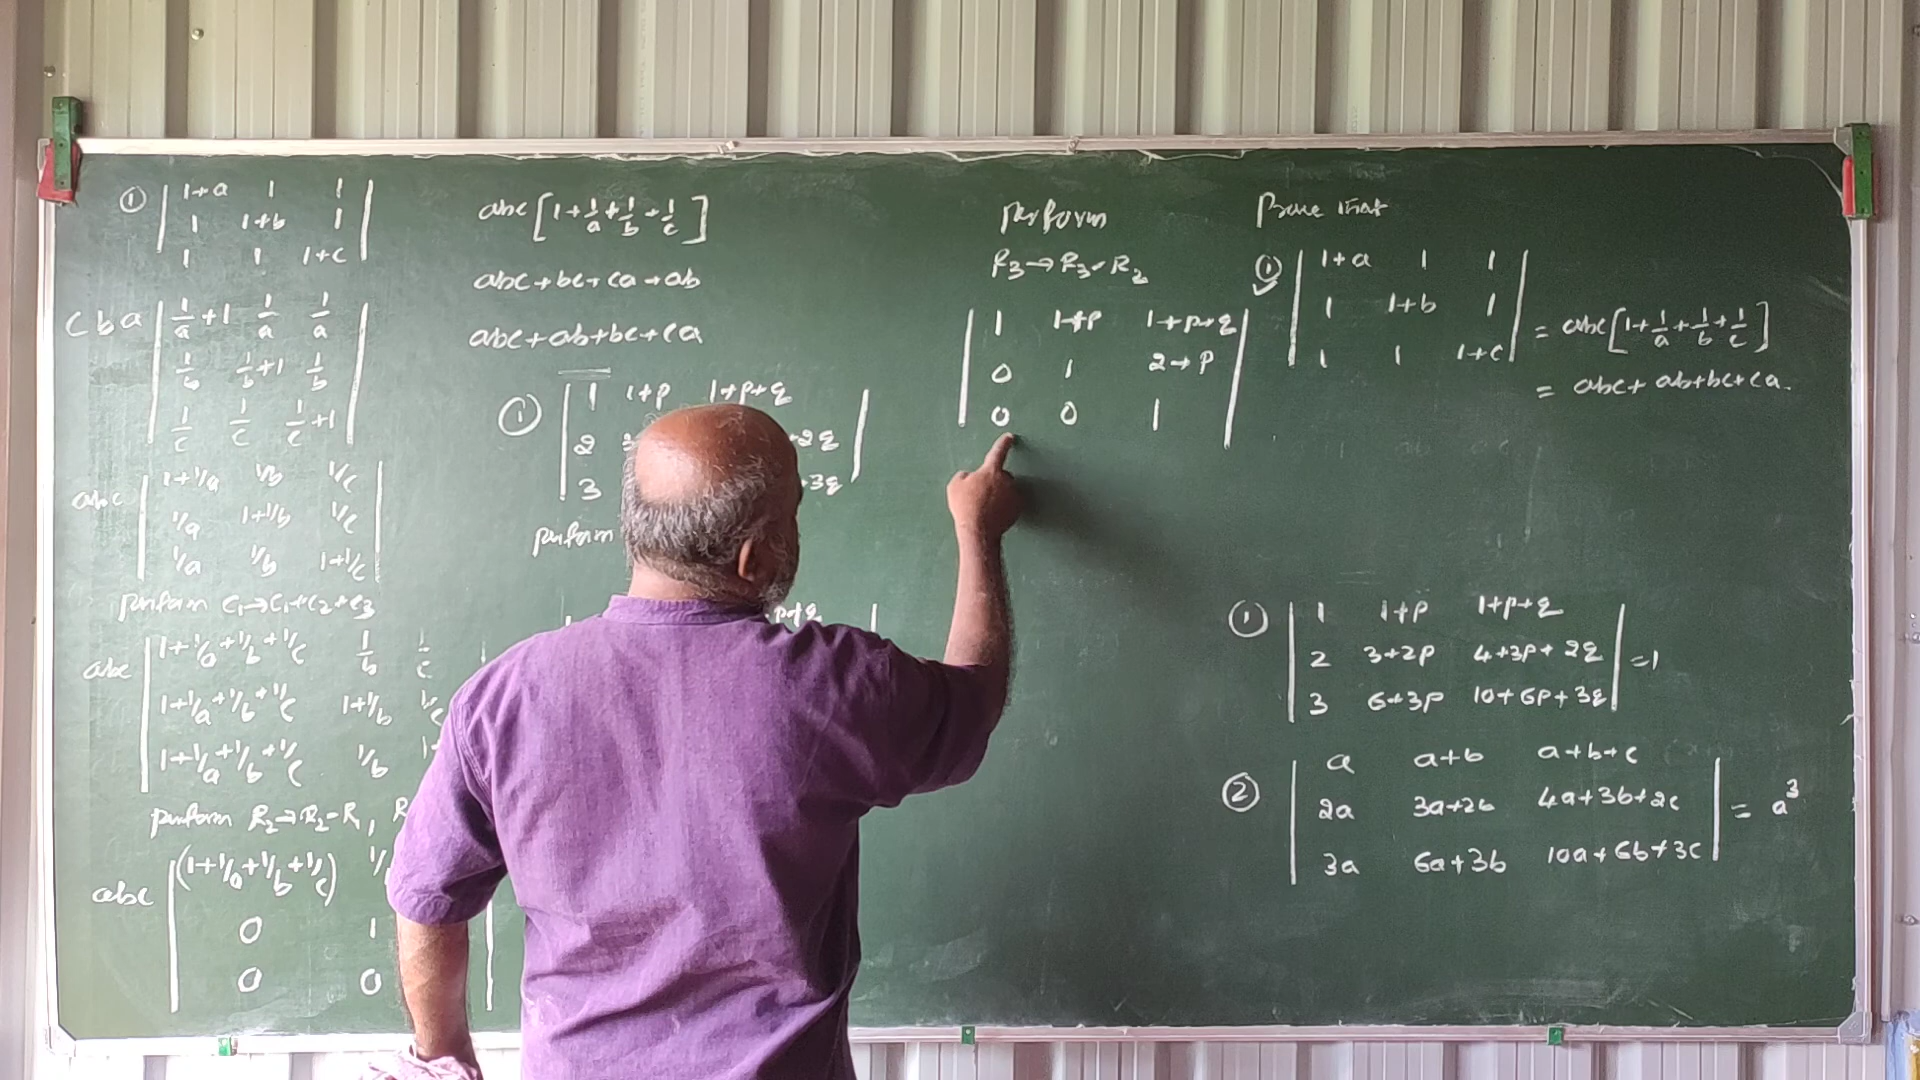 ① | 1+a 1 1 |
| 1 1+b 1 |
| 1 1 1+c |
cba | 1/a+1 1/a 1/a |
| 1/b 1/b+1 1/b |
| 1/c 1/c 1/c+1 |
abc | 1+1/a 1/b 1/c |
| 1/a 1+1/b 1/c |
| 1/a 1/b 1+1/c |
perform C₁→C₁+C₂+C₃
abc | 1+1/a+1/b+1/c 1/b 1/c |
| 1+1/a+1/b+1/c 1+1/b 1/c
| 1+1/a+1/b+1/c 1/b
perform R₂→R₂-R₁, R
abc | (1+1/a+1/b+1/c)
| 0 1
| 0 0
abc[1+1/a+1/b+1/c]
abc+bc+ca+ab
abc+ab+bc+ca
① | 1 1+p 1+p+q |
| 2 +2q |
| 3 +3q |
perform
p+q |
perform
R₃→R₃-R₂
| 1 1+p 1+p+q |
| 0 1 2+p |
| 0 0 1 |
Prove that
① | 1+a 1 1 |
| 1 1+b 1 | = abc[1+1/a+1/b+1/c]
| 1 1 1+c |
= abc+ab+bc+ca.
① | 1 1+p 1+p+q |
| 2 3+2p 4+3p+2q | =1
| 3 6+3p 10+6p+3q |
② | a a+b a+b+c |
| 2a 3a+2b 4a+3b+2c | = a³
| 3a 6a+3b 10a+6b+3c |